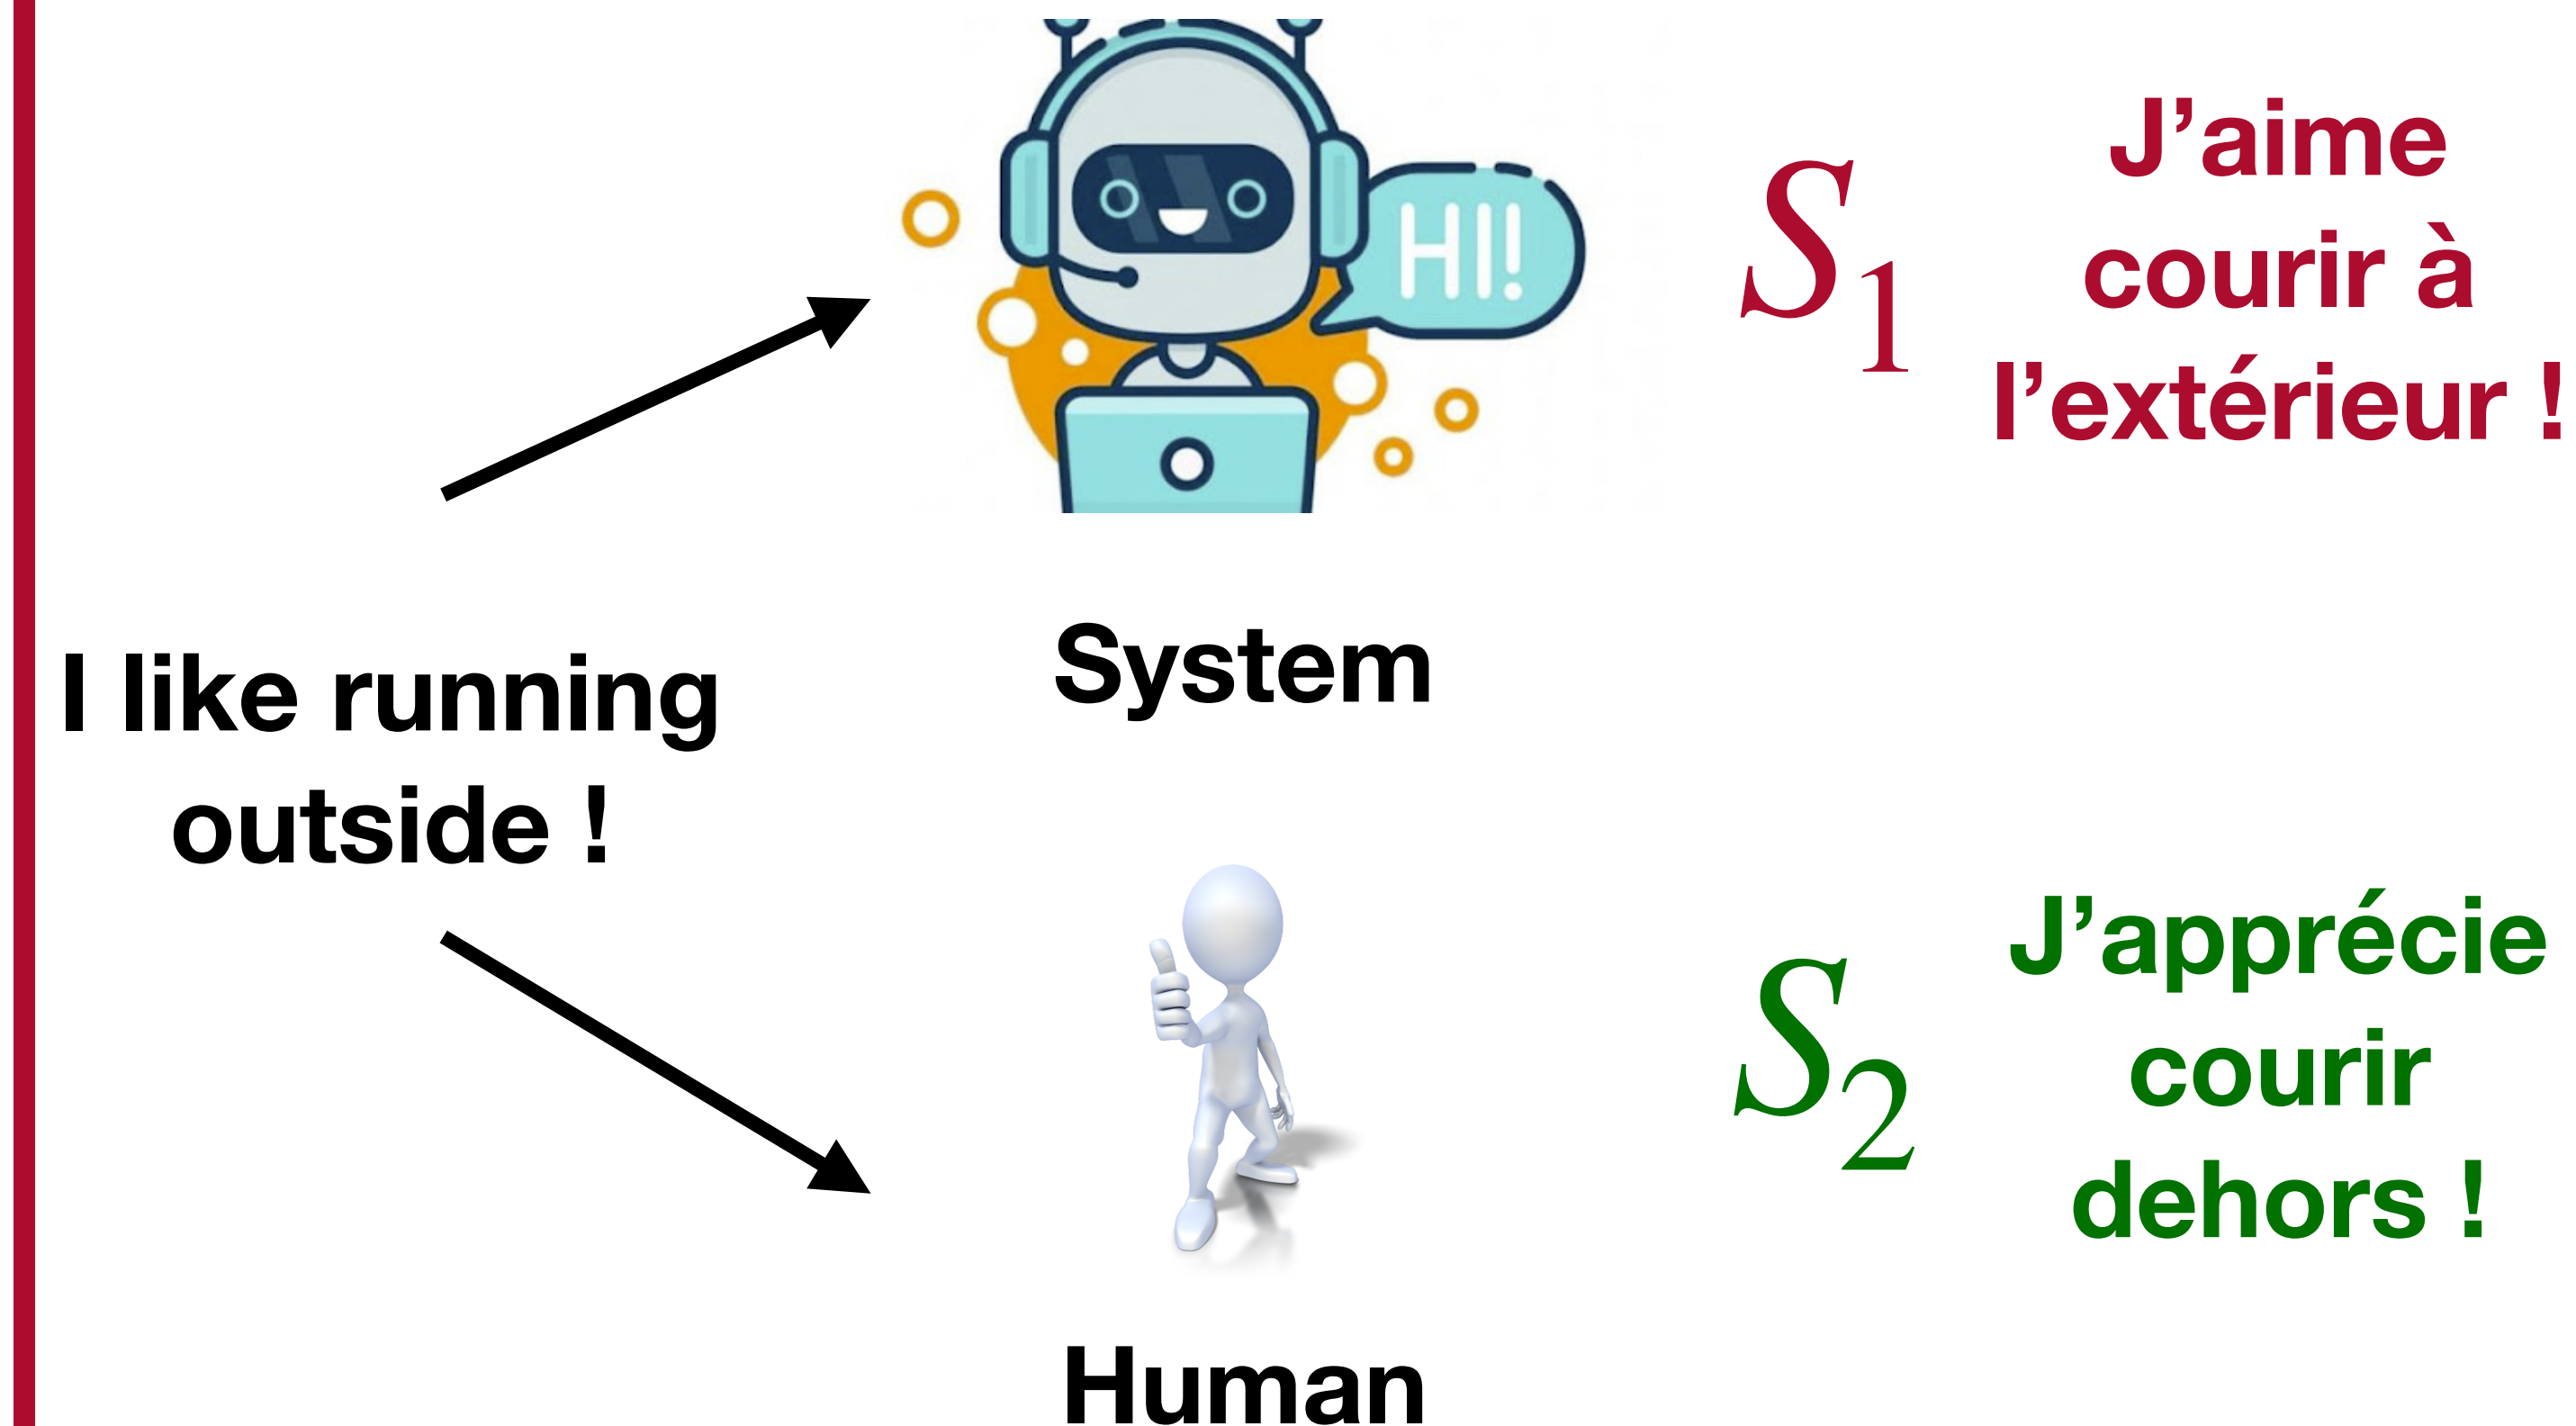 I like running
outside !
HI!
System
S₁
J’aime
courir à
l’extérieur !
Human
S₂
J’apprécie
courir
dehors !